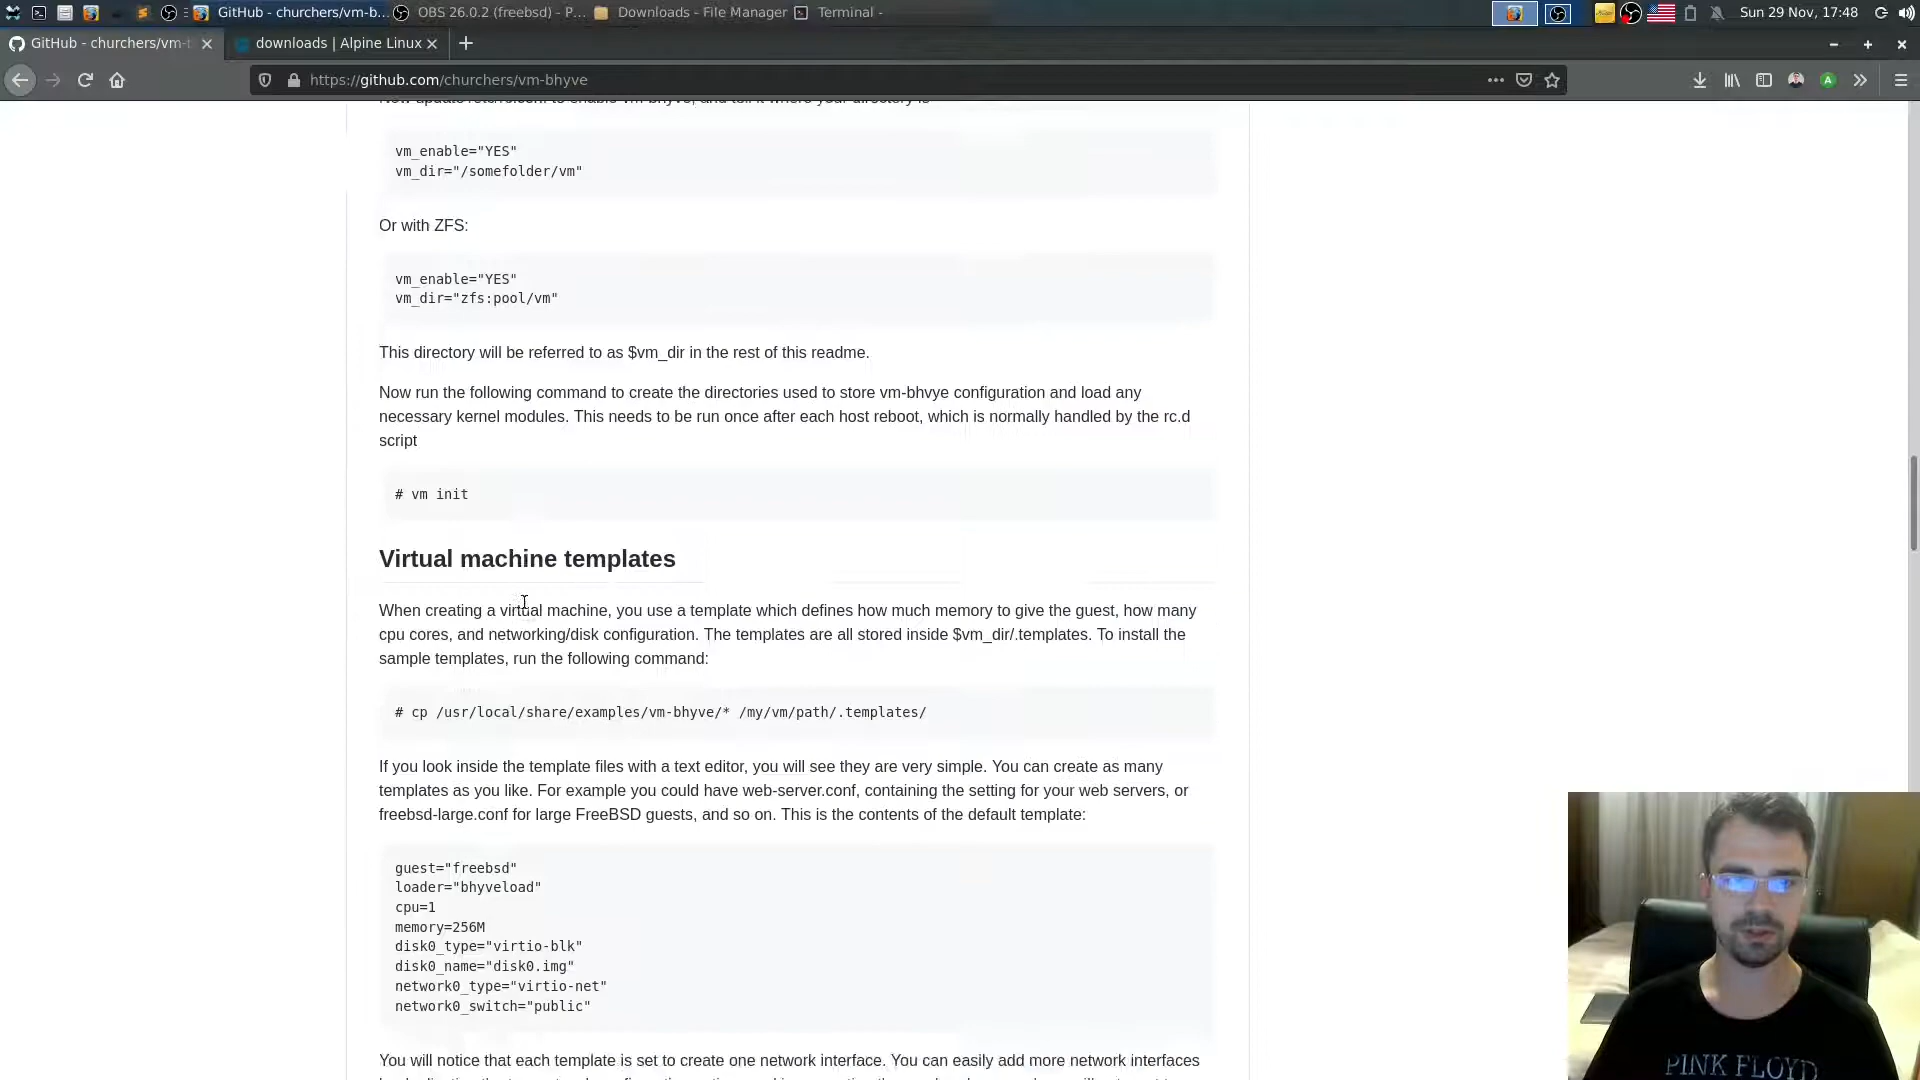 GitHub - churchers/vm-b...
OBS 26.0.2 (freebsd) - P...
Downloads - File Manager
Terminal -
Sun 29 Nov, 17:48
GitHub - churchers/vm-b
downloads | Alpine Linux
https://github.com/churchers/vm-bhyve
vm_enable="YES"
vm_dir="/somefolder/vm"
Or with ZFS:
vm_enable="YES"
vm_dir="zfs:pool/vm"
This directory will be referred to as $vm_dir in the rest of this readme.
Now run the following command to create the directories used to store vm-bhvye configuration and load any
necessary kernel modules. This needs to be run once after each host reboot, which is normally handled by the rc.d
script
# vm init
Virtual machine templates
When creating a virtual machine, you use a template which defines how much memory to give the guest, how many
cpu cores, and networking/disk configuration. The templates are all stored inside $vm_dir/.templates. To install the
sample templates, run the following command:
# cp /usr/local/share/examples/vm-bhyve/* /my/vm/path/.templates/
If you look inside the template files with a text editor, you will see they are very simple. You can create as many
templates as you like. For example you could have web-server.conf, containing the setting for your web servers, or
freebsd-large.conf for large FreeBSD guests, and so on. This is the contents of the default template:
guest="freebsd"
loader="bhyveload"
cpu=1
memory=256M
disk0_type="virtio-blk"
disk0_name="disk0.img"
network0_type="virtio-net"
network0_switch="public"
You will notice that each template is set to create one network interface. You can easily add more network interfaces
PINK FLOYD